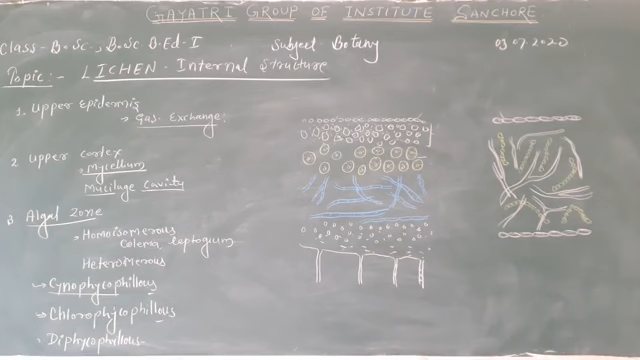 GAYATRI GROUP OF INSTITUTE SANCHORE
Class - B.Sc., B.Sc B.Ed - I Subject Botany 03.07.2020
Topic:- LICHEN - Internal Structure
1. Upper Epidermis
Gas Exchange
2. Upper Cortex
Mycellium
Mucilage Cavity
3 Algal Zone
Homoisomerous
Colema, leptogium
Heteromerous
Cynophycophillous
Chlorophycophillous
Diphycophillous